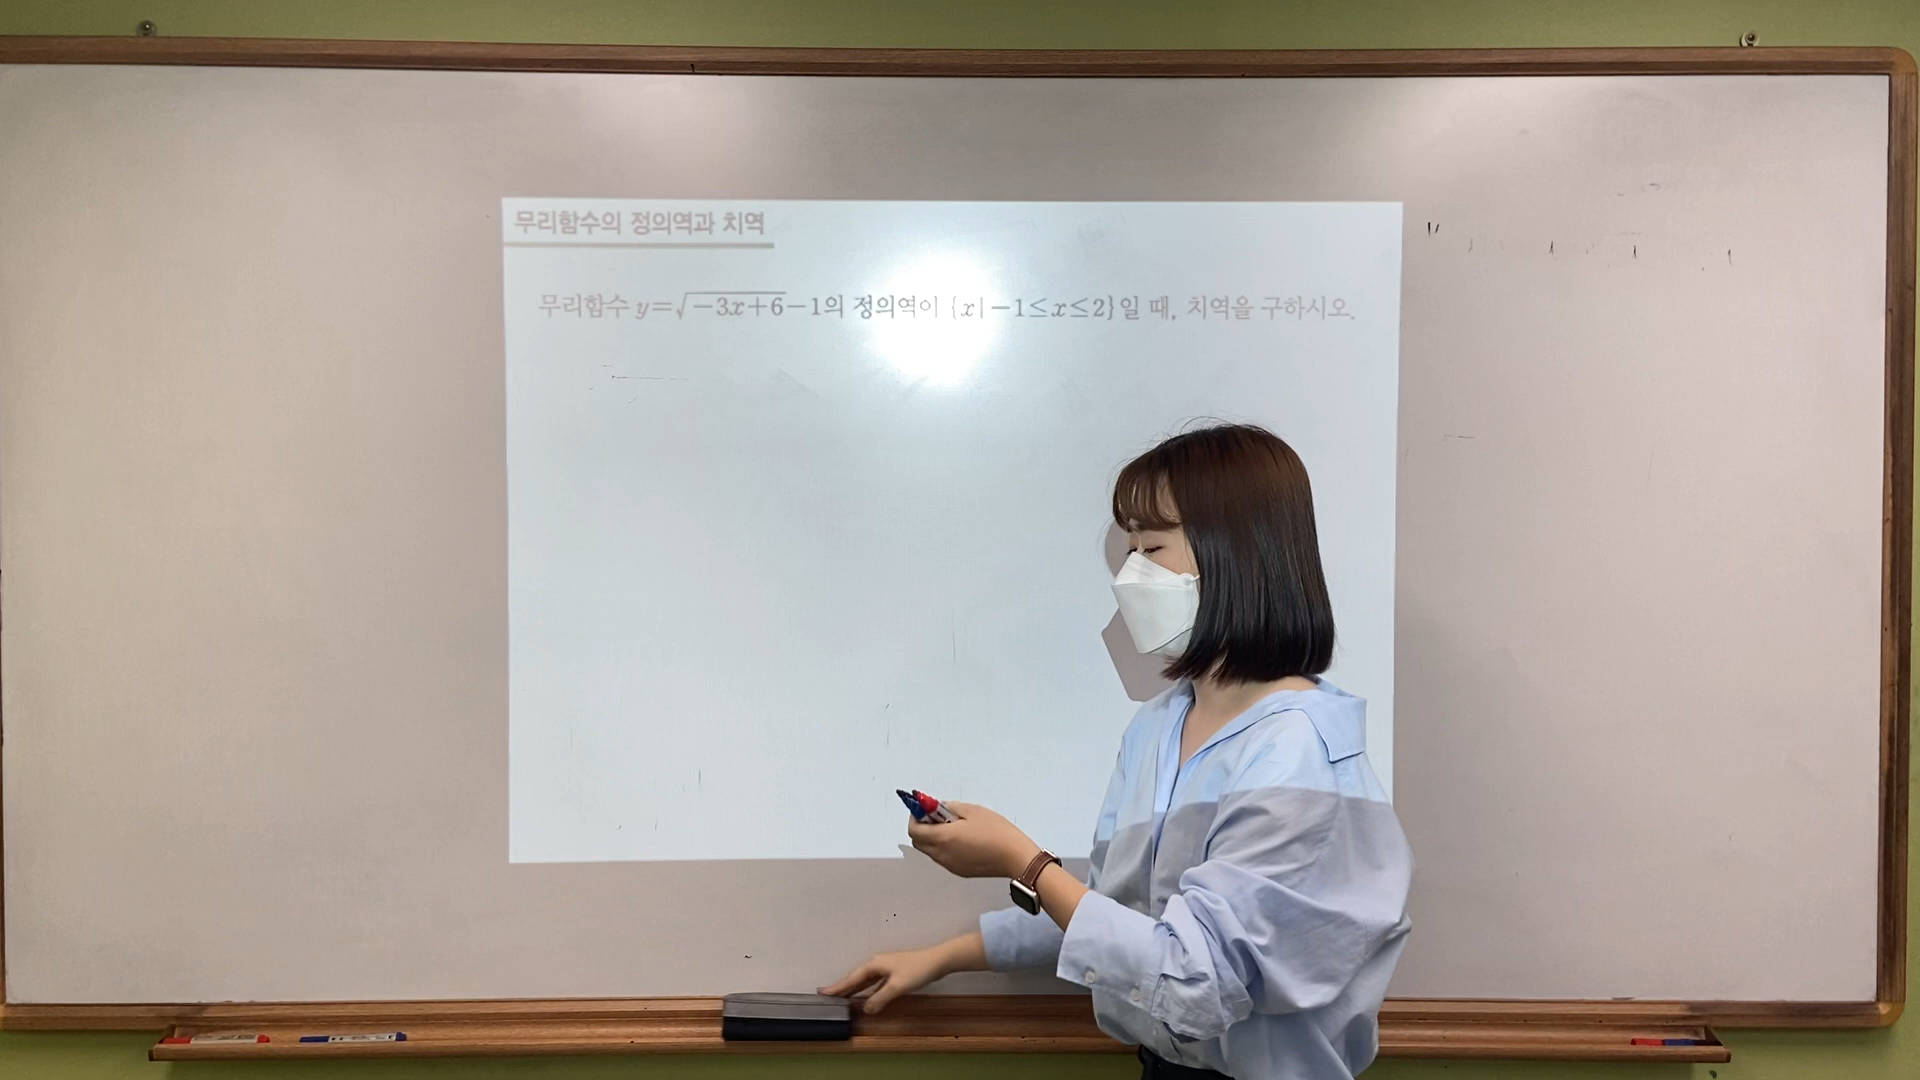 무리함수의 정의역과 치역
무리함수 y=√(-3x+6)-1의 정의역이 {x|-1≤x≤2}일 때, 치역을 구하시오.